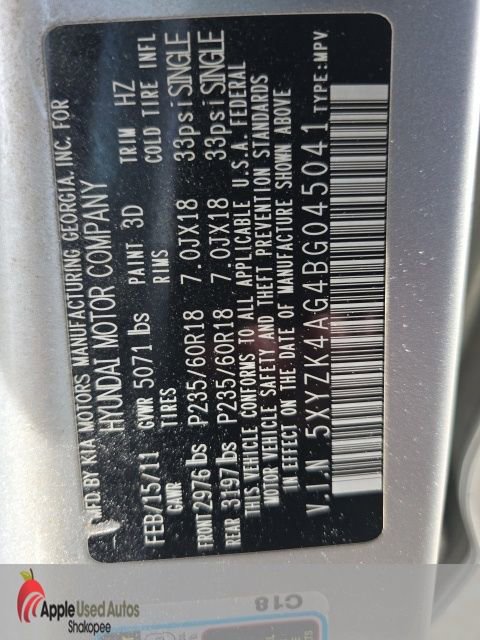 MFD. BY KIA MOTORS MANUFACTURING GEORGIA, INC. FOR
HYUNDAI MOTOR COMPANY
FEB/15/11 GVWR 5071 lbs PAINT 3D TRIM HZ
GAWR TIRES RIMS COLD TIRE INFL
FRONT 2976 lbs P235/60R18 7.0JX18 33psi SINGLE
REAR 3197 lbs P235/60R18 7.0JX18 33psi SINGLE
THIS VEHICLE CONFORMS TO ALL APPLICABLE U.S.A. FEDERAL
MOTOR VEHICLE SAFETY AND THEFT PREVENTION STANDARDS
IN EFFECT ON THE DATE OF MANUFACTURE SHOWN ABOVE
V.I.N 5XYZK4AG4BG045041 TYPE:MPV
C18
Apple Used Autos
Shakopee